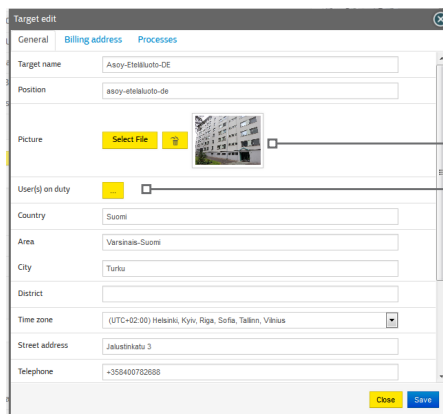 Target edit
General Billing address Processes
Target name Asoy-Eteläluoto-DE
Position asoy-etelaluoto-de
Picture Select File
User(s) on duty ...
Country Suomi
Area Varsinais-Suomi
City Turku
District
Time zone (UTC+02:00) Helsinki, Kyiv, Riga, Sofia, Tallinn, Vilnius
Street address Jalustinkatu 3
Telephone +358400782688
Close Save